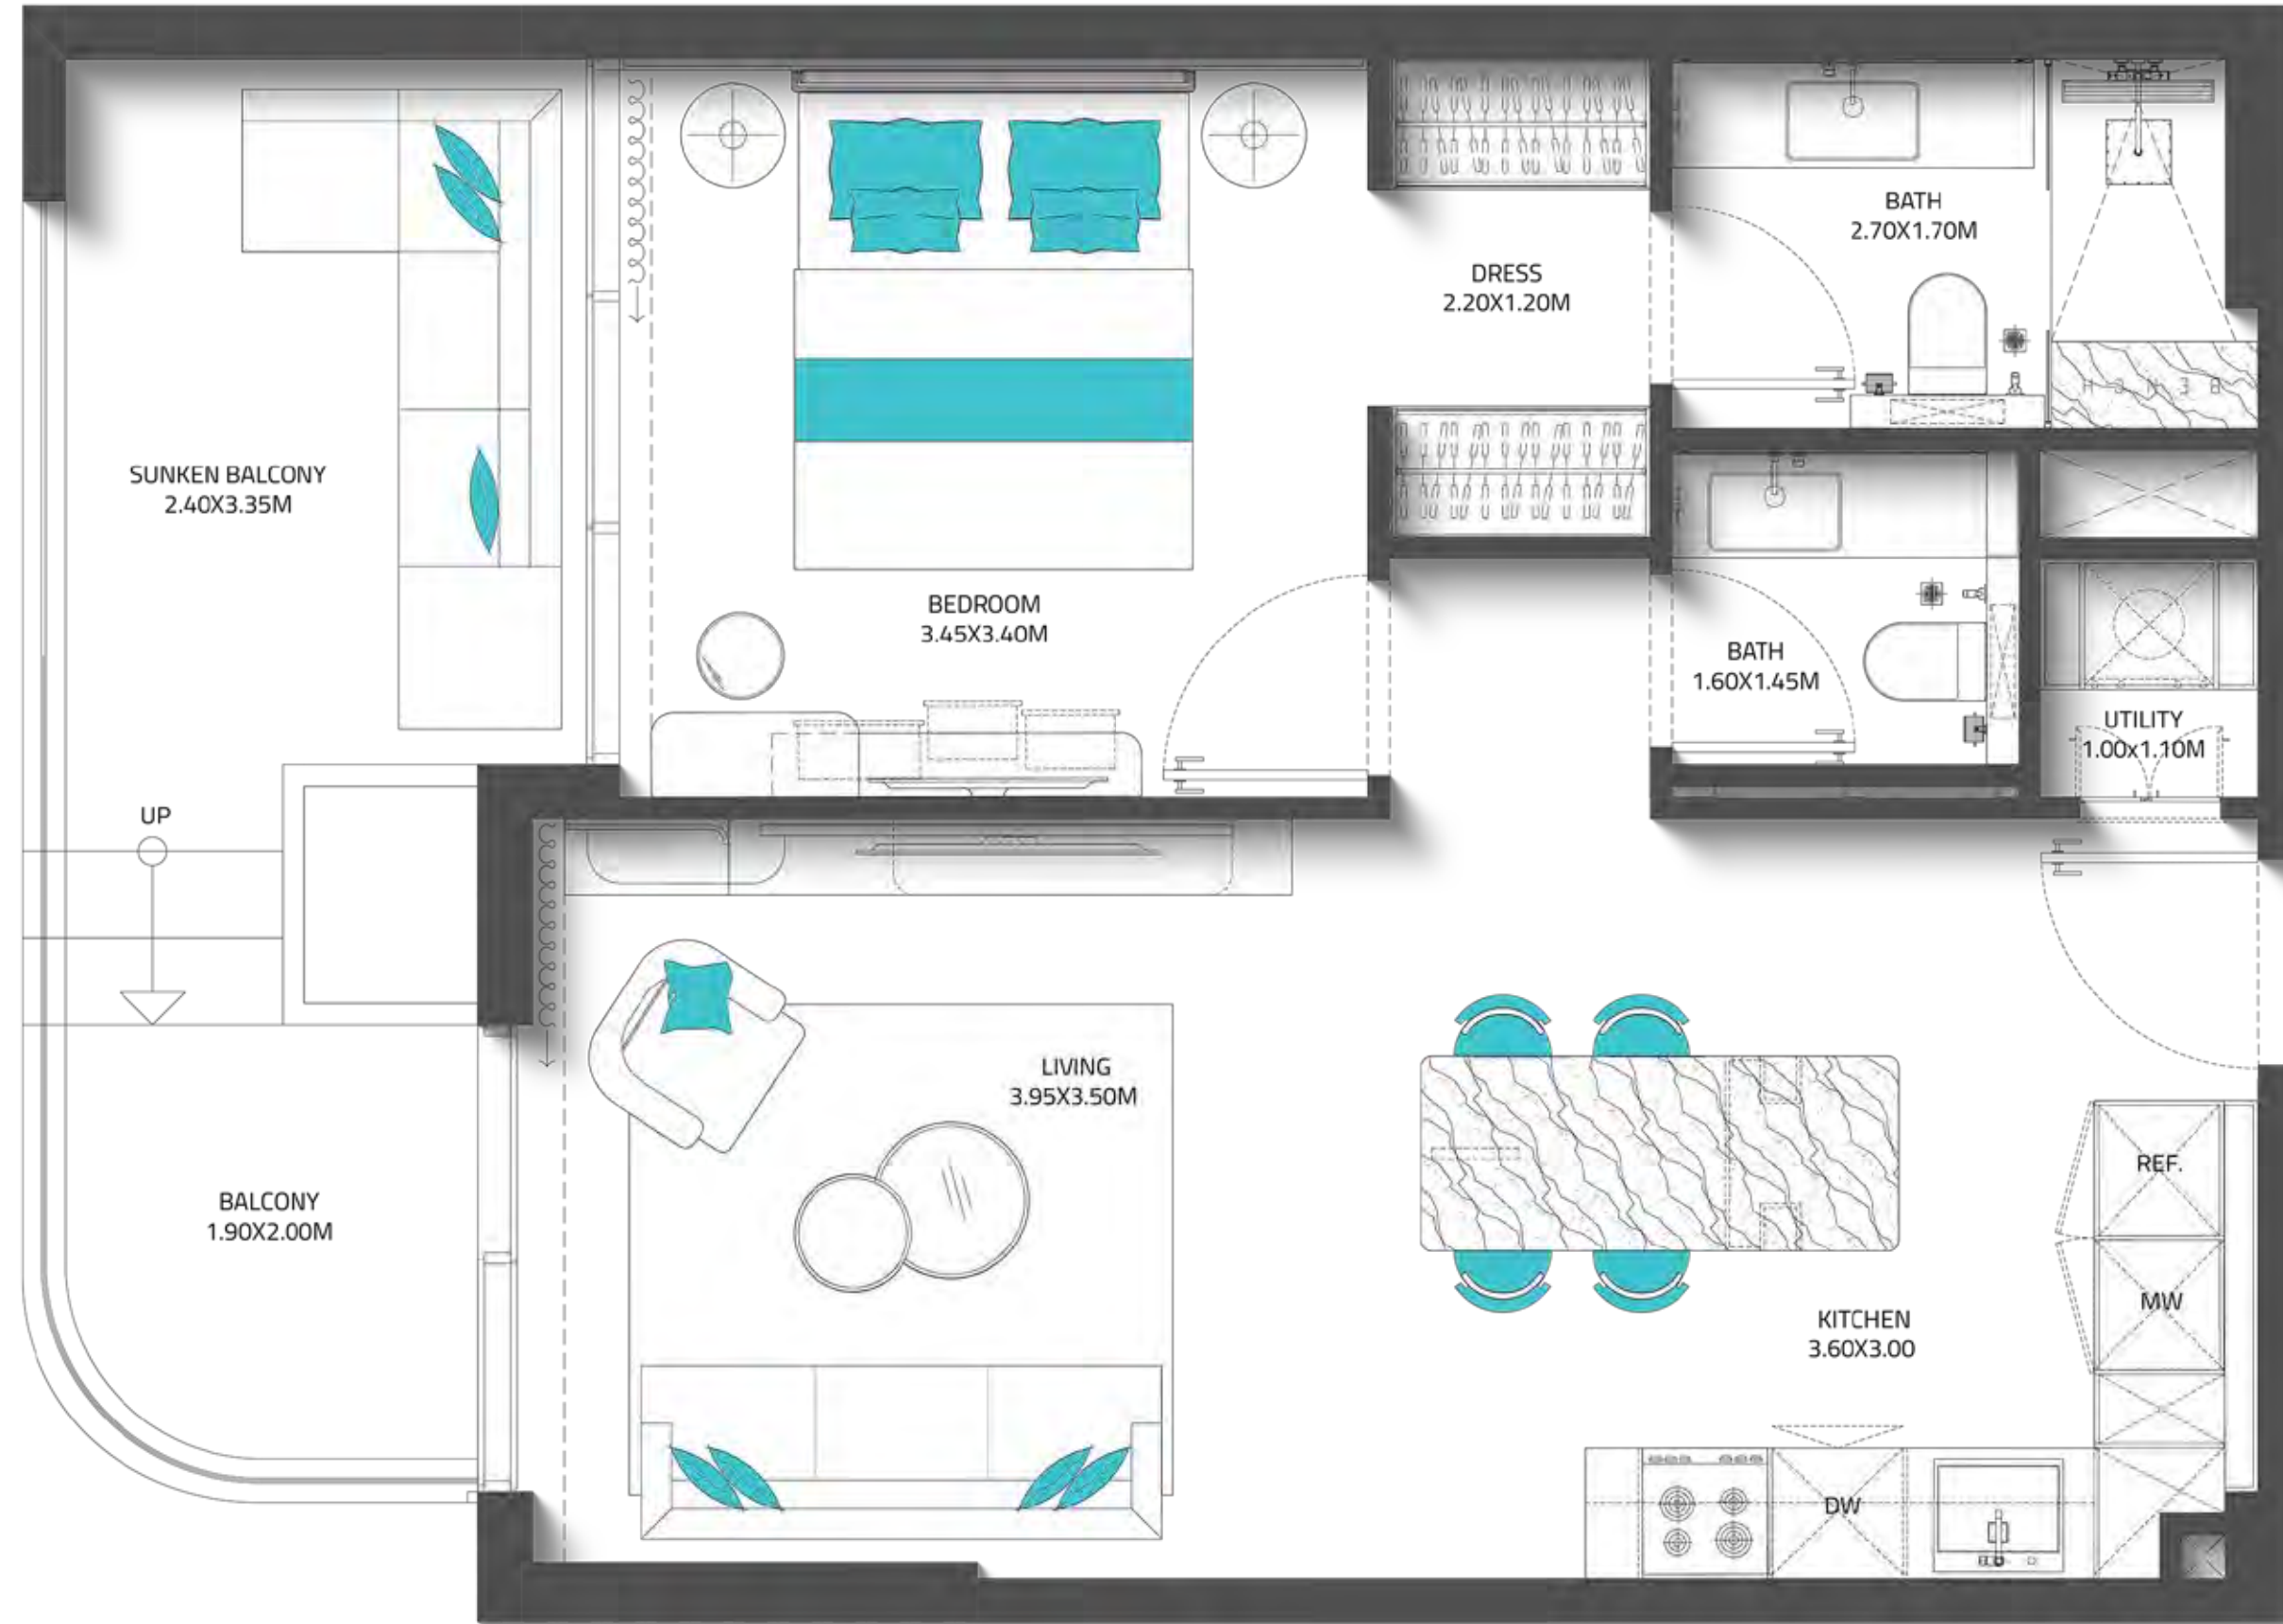 BATH
2.70X1.70M
DRESS
2.20X1.20M
SUNKEN BALCONY
2.40X3.35M
BEDROOM
3.45X3.40M
BATH
1.60X1.45M
UTILITY
1.00x1.10M
UP
LIVING
3.95X3.50M
BALCONY
1.90X2.00M
REF.
MW
KITCHEN
3.60X3.00
DW